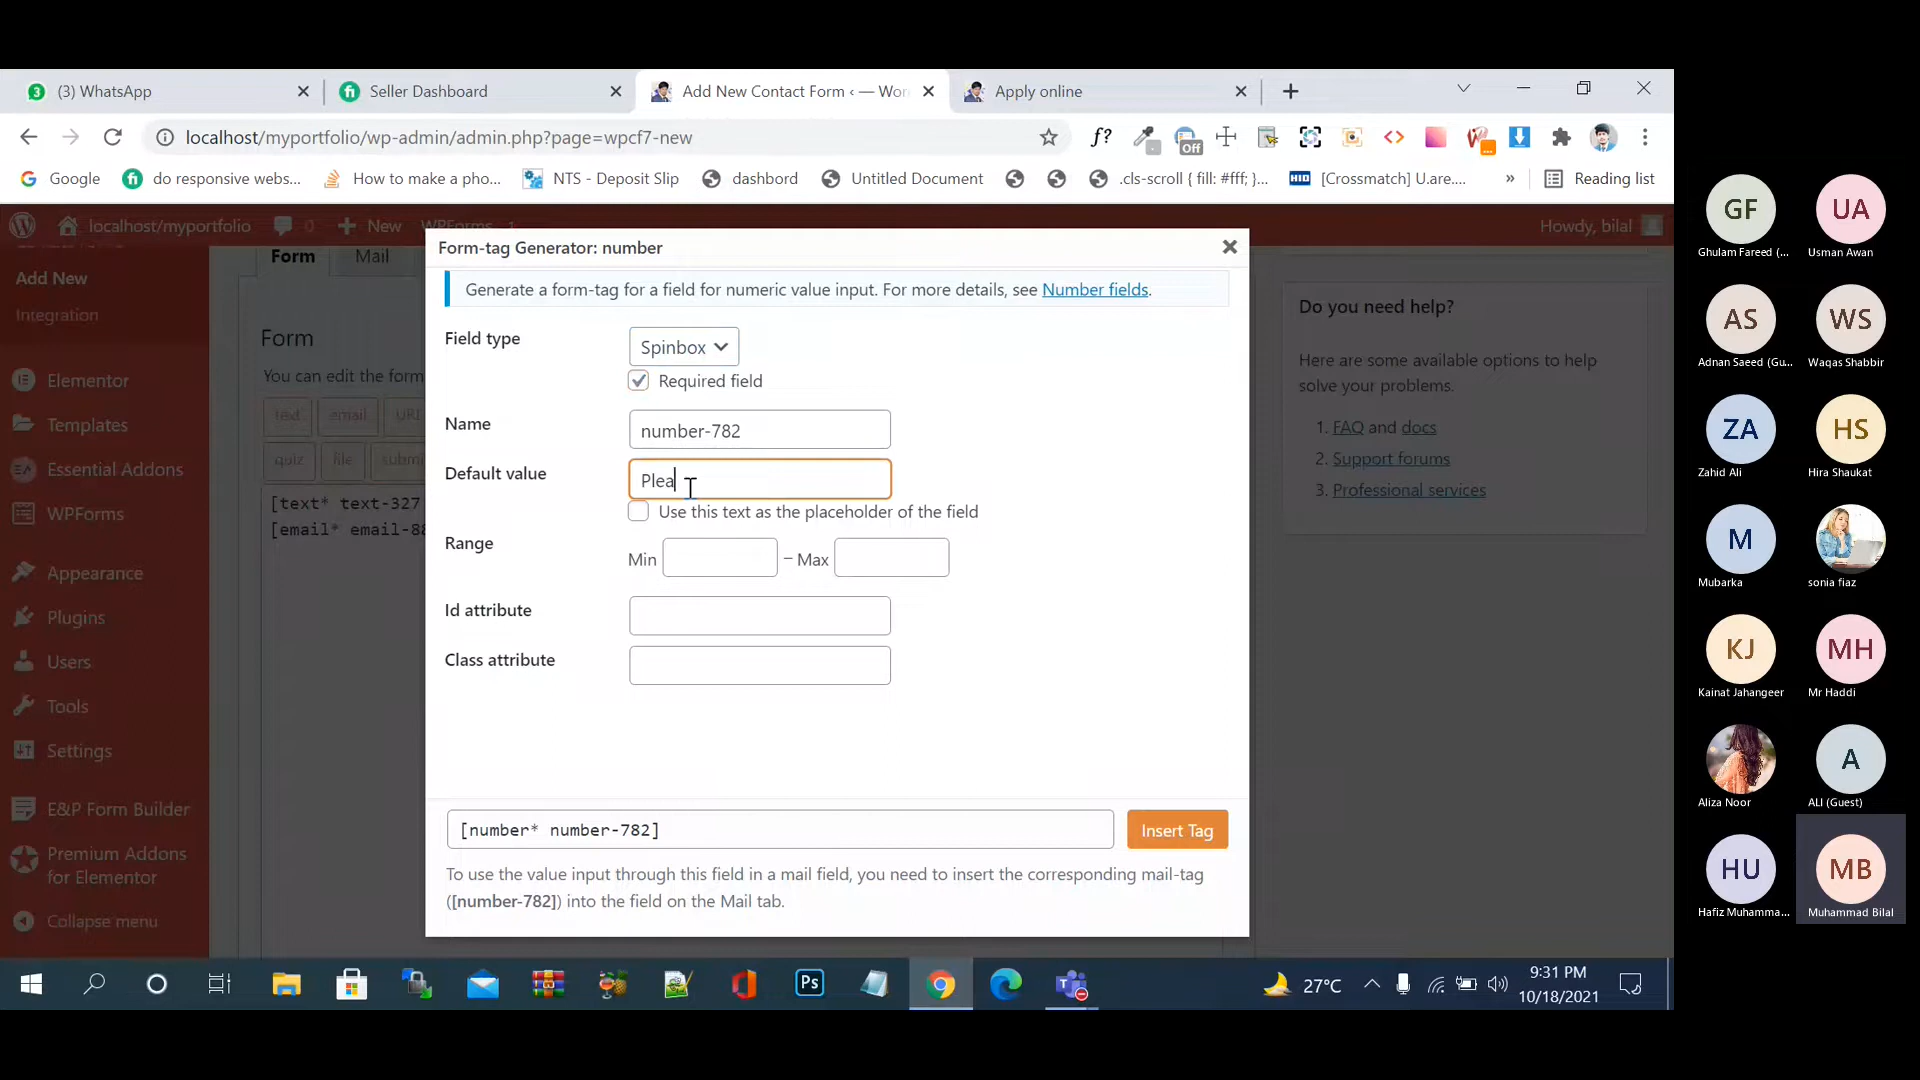 (3) WhatsApp
Seller Dashboard
Add New Contact Form ‹ — Wor
Apply online
localhost/myportfolio/wp-admin/admin.php?page=wpcf7-new
f?
Off
Google
do responsive webs...
How to make a pho...
NTS - Deposit Slip
dashbord
Untitled Document
.cls-scroll { fill: #fff; }...
HID
[Crossmatch] U.are....
»
Reading list
localhost/myportfolio
0
New
WPForms 1
Howdy, bilal
Add New
Integration
Elementor
Templates
Essential Addons
WPForms
Appearance
Plugins
Users
Tools
Settings
E&P Form Builder
Premium Addons
for Elementor
Collapse menu
Form
Mail
Form
You can edit the form
text
email
URL
quiz
file
submi
[text* text-327
[email* email-88
Form-tag Generator: number
Generate a form-tag for a field for numeric value input. For more details, see Number fields.
Field type
Spinbox
Required field
Name
number-782
Default value
Plea
Use this text as the placeholder of the field
Range
Min
– Max
Id attribute
Class attribute
[number* number-782]
Insert Tag
To use the value input through this field in a mail field, you need to insert the corresponding mail-tag
([number-782]) into the field on the Mail tab.
Do you need help?
Here are some available options to help
solve your problems.
1. FAQ and docs
2. Support forums
3. Professional services
Ps
27°C
9:31 PM
10/18/2021
GF
Ghulam Fareed (...
UA
Usman Awan
AS
Adnan Saeed (Gu...
WS
Waqas Shabbir
ZA
Zahid Ali
HS
Hira Shaukat
M
Mubarka
sonia fiaz
KJ
Kainat Jahangeer
MH
Mr Haddi
Aliza Noor
A
ALI (Guest)
HU
Hafiz Muhamma...
MB
Muhammad Bilal